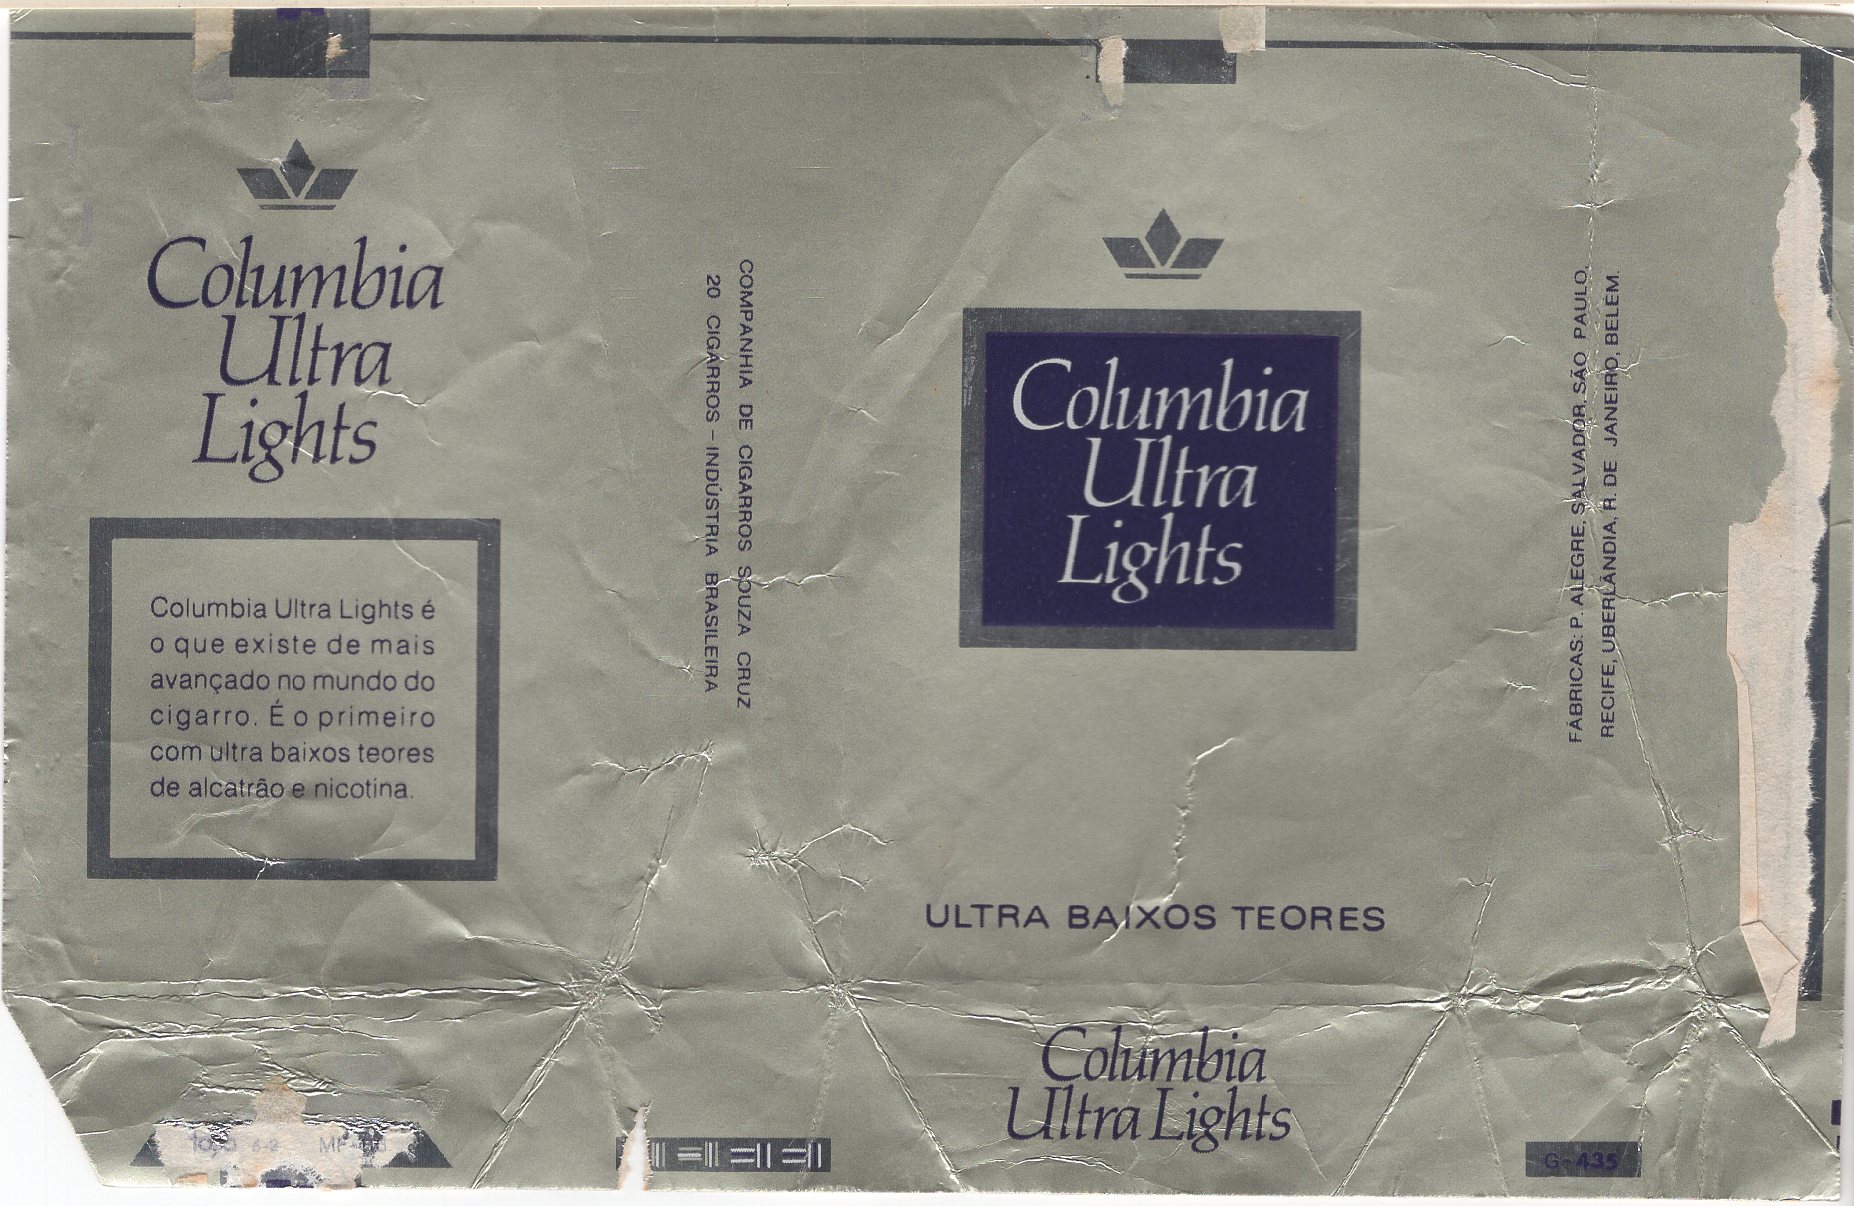 Columbia
Ultra
Lights
Columbia Ultra Lights é
o que existe de mais
avançado no mundo do
cigarro. É o primeiro
com ultra baixos teores
de alcatrão e nicotina.
COMPANHIA DE CIGARROS SOUZA CRUZ
20 CIGARROS – INDÚSTRIA BRASILEIRA
Columbia
Ultra
Lights
ULTRA BAIXOS TEORES
Columbia
Ultra Lights
FÁBRICAS: P. ALEGRE, SALVADOR, SÃO PAULO,
RECIFE, UBERLÂNDIA, R. DE JANEIRO, BELÉM.
G-435